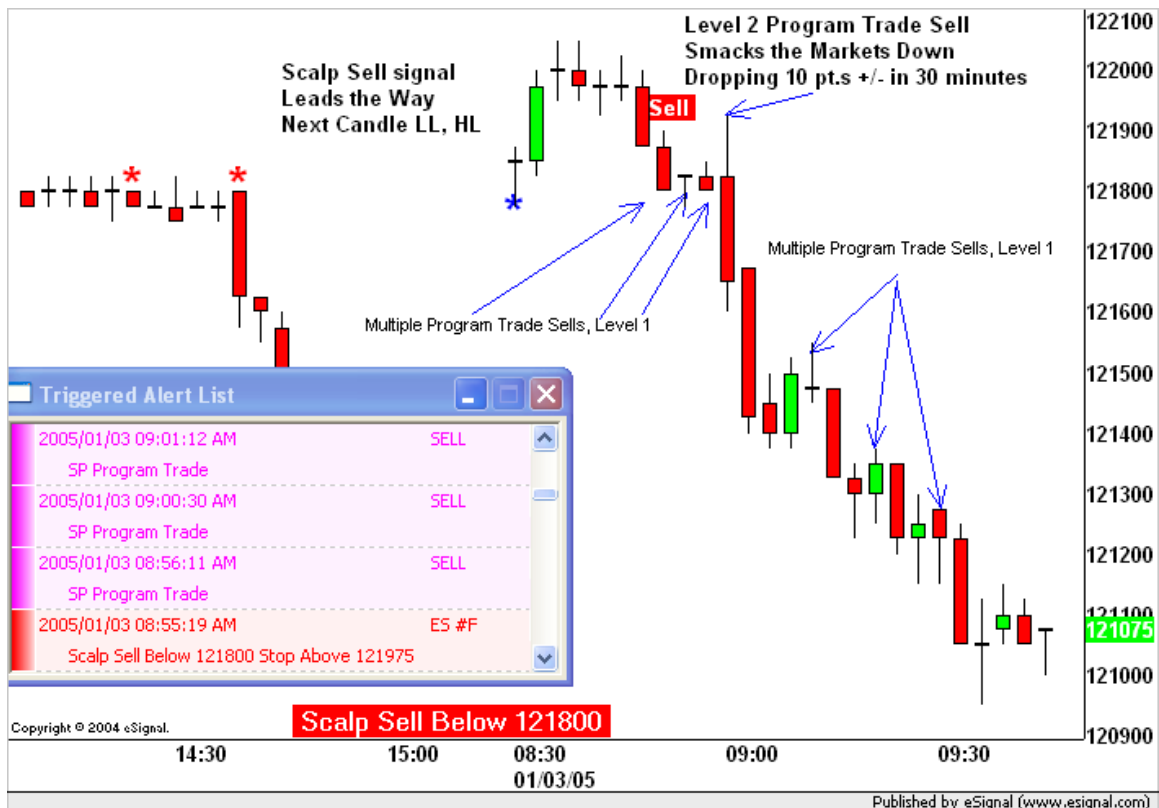 Level 2 Program Trade Sell
Smacks the Markets Down
Dropping 10 pt.s +/- in 30 minutes
Scalp Sell signal
Leads the Way
Next Candle LL, HL
Sell
*
*
*
Multiple Program Trade Sells, Level 1
Multiple Program Trade Sells, Level 1
122100
122000
121900
121800
121700
121600
121500
121400
121300
121200
121100
121075
121000
120900
Triggered Alert List
2005/01/03 09:01:12 AM SELL
SP Program Trade
2005/01/03 09:00:30 AM SELL
SP Program Trade
2005/01/03 08:56:11 AM SELL
SP Program Trade
2005/01/03 08:55:19 AM ES #F
Scalp Sell Below 121800 Stop Above 121975
Copyright © 2004 eSignal.
Scalp Sell Below 121800
14:30 15:00 08:30 09:00 09:30
01/03/05
Published by eSignal (www.esignal.com)